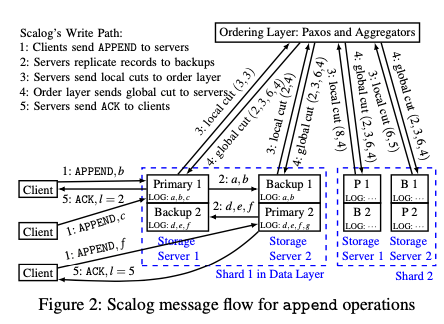 Ordering Layer: Paxos and Aggregators
Scalog's Write Path:
1: Clients send APPEND to servers
2: Servers replicate records to backups
3: Servers send local cuts to order layer
4: Order layer sends global cut to servers
5: Servers send ACK to clients
3: local cut (3,3)
4: global cut (2,3,6,4)
3: local cut (2,4)
4: global cut (2,3,6,4)
3: local cut (8,4)
4: global cut (2,3,6,4)
3: local cut (6,5)
4: global cut (2,3,6,4)
1: APPEND,b
Client
5: ACK,l = 2
Primary 1
LOG: a,b,c
2: a,b
Backup 1
LOG: a,b
P 1
LOG: ...
B 1
LOG: ...
Client
1: APPEND,c
Backup 2
LOG: d,e,f
2: d,e,f
Primary 2
LOG: d,e,f,g
B 2
LOG: ...
P 2
LOG: ...
Client
1: APPEND,f
5: ACK,l = 5
Storage
Server 1
Storage
Server 2
Storage
Server 1
Storage
Server 2
Shard 1 in Data Layer
Shard 2
Figure 2: Scalog message flow for append operations